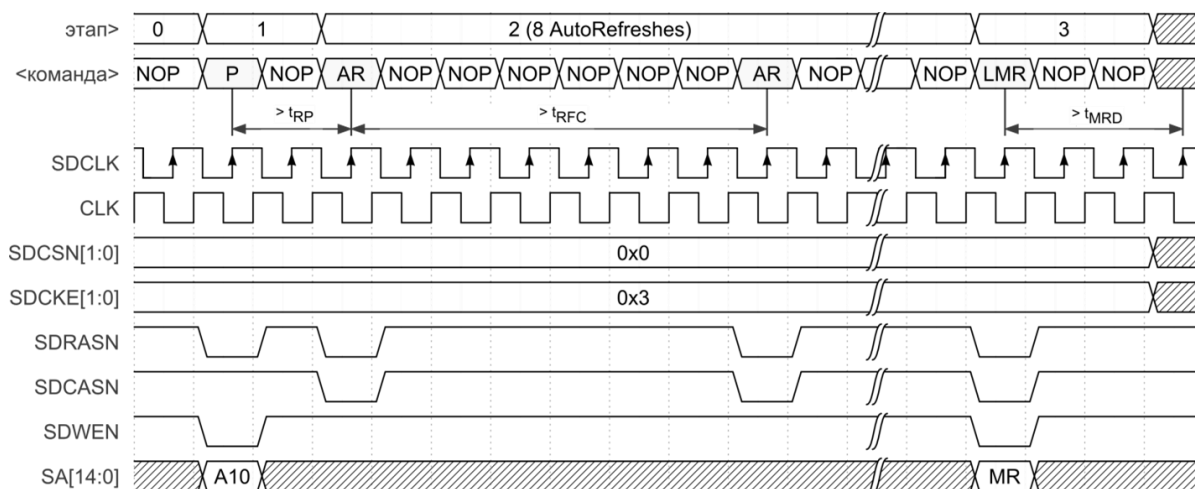 этап> 0 1 2 (8 AutoRefreshes) 3
<команда> NOP P NOP AR NOP NOP NOP NOP NOP NOP AR NOP NOP LMR NOP NOP
> tRP > tRFC > tMRD
SDCLK
CLK
SDCSN[1:0] 0x0
SDCKE[1:0] 0x3
SDRASN
SDCASN
SDWEN
SA[14:0] A10 MR